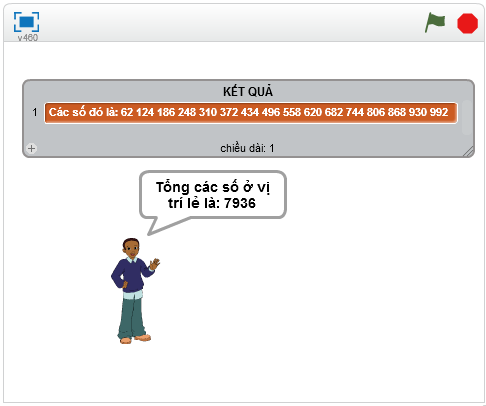 v460
KẾT QUẢ
1 Các số đó là: 62 124 186 248 310 372 434 496 558 620 682 744 806 868 930 992
+ chiều dài: 1
Tổng các số ở vị
trí lẻ là: 7936